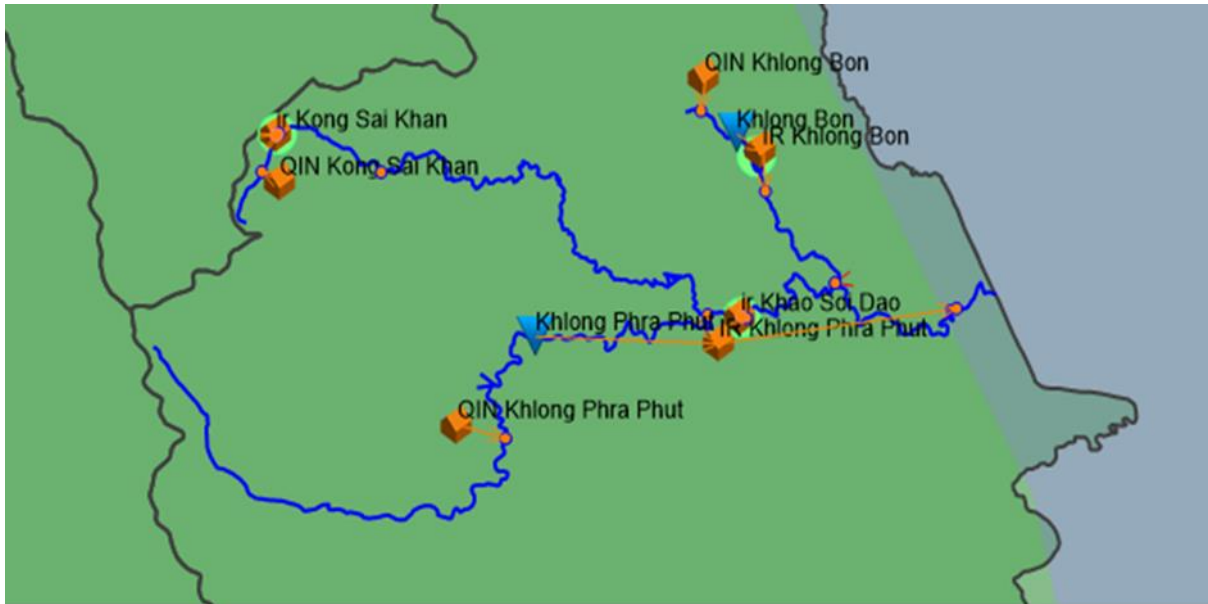 QIN Khlong Bon
Khlong Bon
IR Khlong Bon
ir Kong Sai Khan
QIN Kong Sai Khan
ir Khao Soi Dao
Khlong Phra Phut
IR Khlong Phra Phut
QIN Khlong Phra Phut